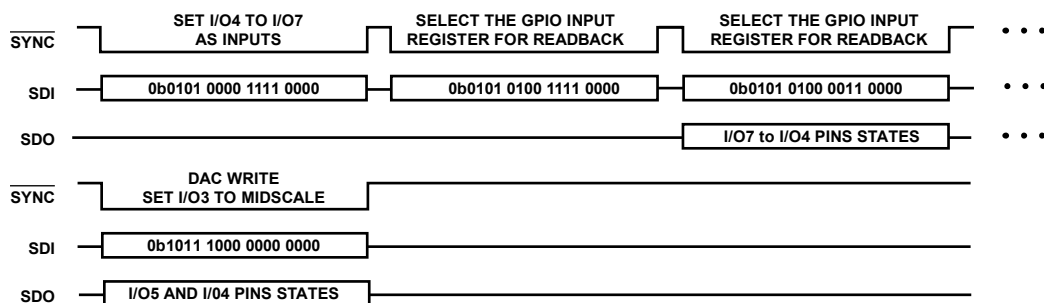 SET I/O4 TO I/O7 AS INPUTS
SELECT THE GPIO INPUT REGISTER FOR READBACK
SELECT THE GPIO INPUT REGISTER FOR READBACK
SYNC
• • •
SDI
0b0101 0000 1111 0000
0b0101 0100 1111 0000
0b0101 0100 0011 0000
• • •
SDO
I/O7 to I/O4 PINS STATES
• • •
SYNC
DAC WRITE
SET I/O3 TO MIDSCALE
SDI
0b1011 1000 0000 0000
SDO
I/O5 AND I/04 PINS STATES